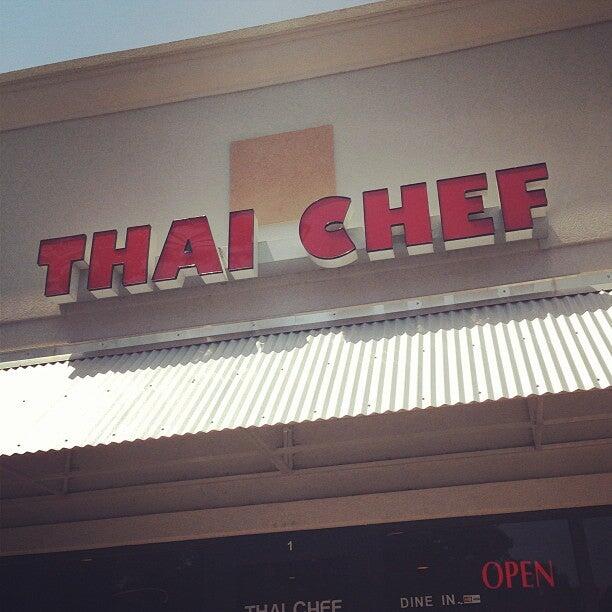 THAI CHEF
1
THAI CHEF
DINE IN
OPEN